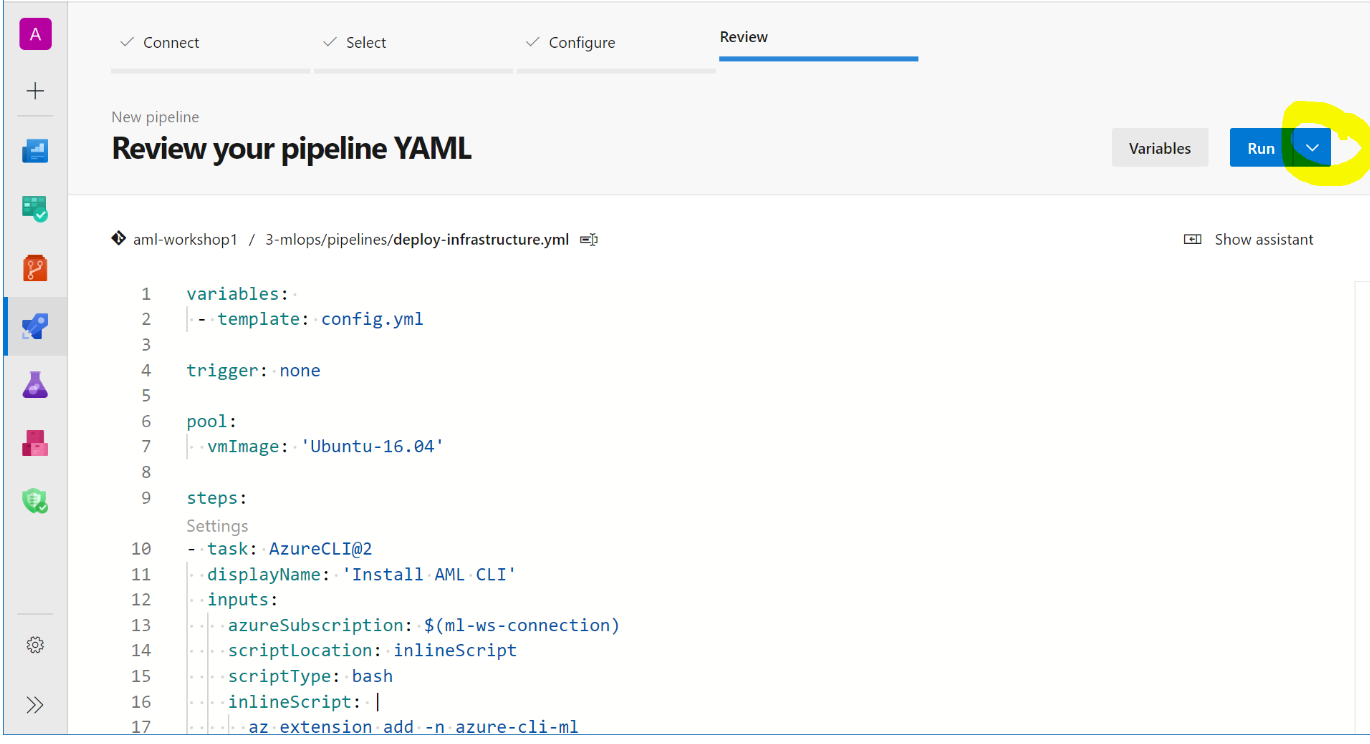 A
Connect
Select
Configure
Review
New pipeline
Review your pipeline YAML
Variables
Run
aml-workshop1 / 3-mlops/pipelines/deploy-infrastructure.yml
Show assistant
1 variables:
2 - template: config.yml
3
4 trigger: none
5
6 pool:
7 vmImage: 'Ubuntu-16.04'
8
9 steps:
Settings
10 - task: AzureCLI@2
11 displayName: 'Install AML CLI'
12 inputs:
13 azureSubscription: $(ml-ws-connection)
14 scriptLocation: inlineScript
15 scriptType: bash
16 inlineScript: |
17 az extension add -n azure-cli-ml